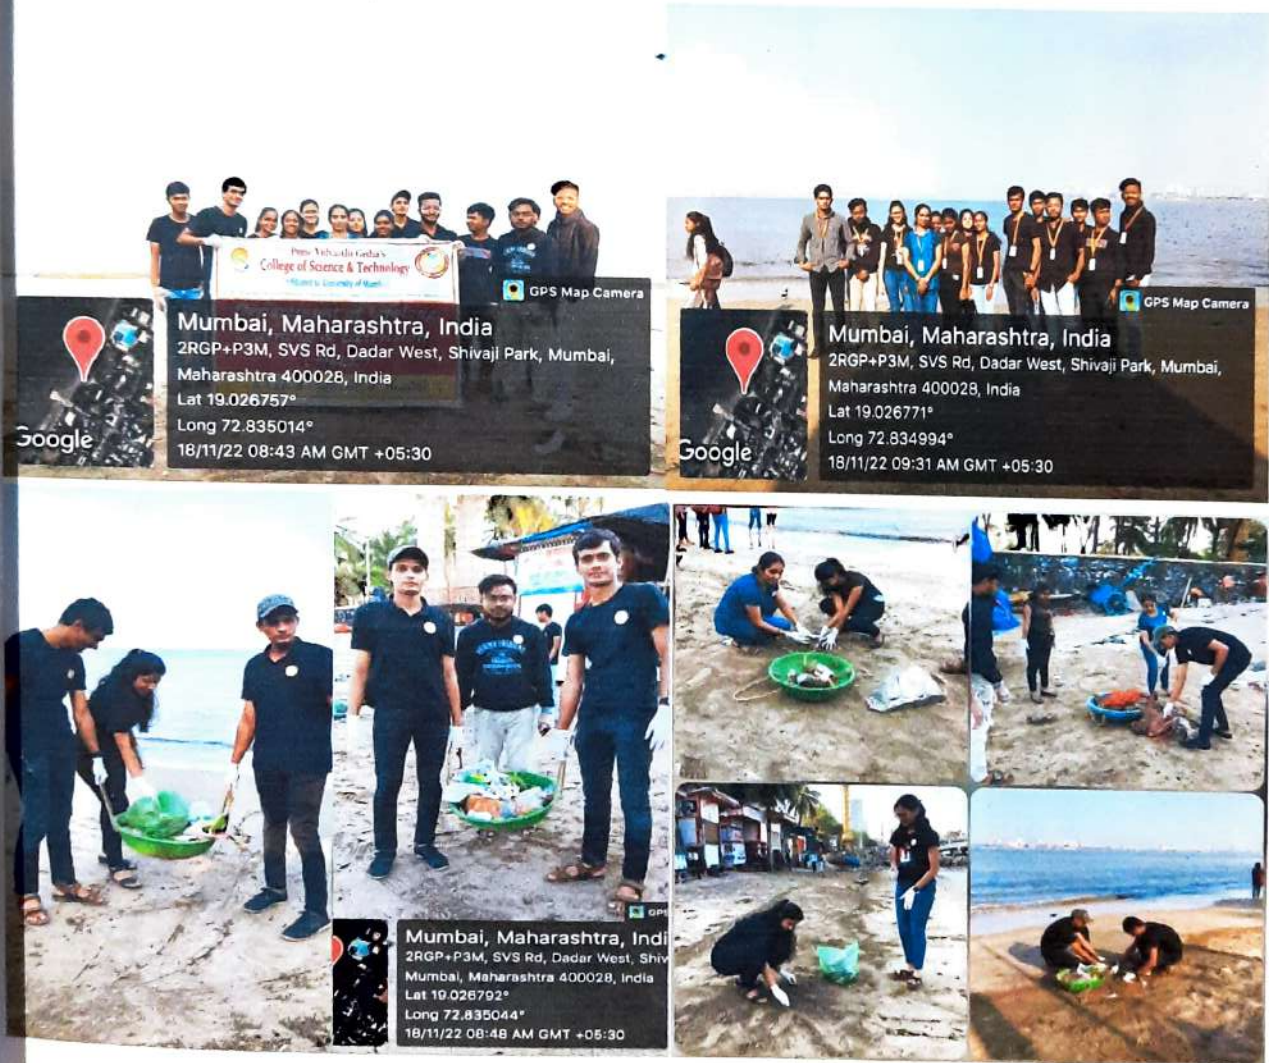 College of Science & Technology
GPS Map Camera
Mumbai, Maharashtra, India
2RGP+P3M, SVS Rd, Dadar West, Shivaji Park, Mumbai,
Maharashtra 400028, India
Lat 19.026757°
Long 72.835014°
18/11/22 08:43 AM GMT +05:30
Google
GPS Map Camera
Mumbai, Maharashtra, India
2RGP+P3M, SVS Rd, Dadar West, Shivaji Park, Mumbai,
Maharashtra 400028, India
Lat 19.026771°
Long 72.834994°
18/11/22 09:31 AM GMT +05:30
Google
GPS
Mumbai, Maharashtra, Indi
2RGP+P3M, SVS Rd, Dadar West, Shiv
Mumbai, Maharashtra 400028, India
Lat 19.026792°
Long 72.835044°
18/11/22 08:48 AM GMT +05:30